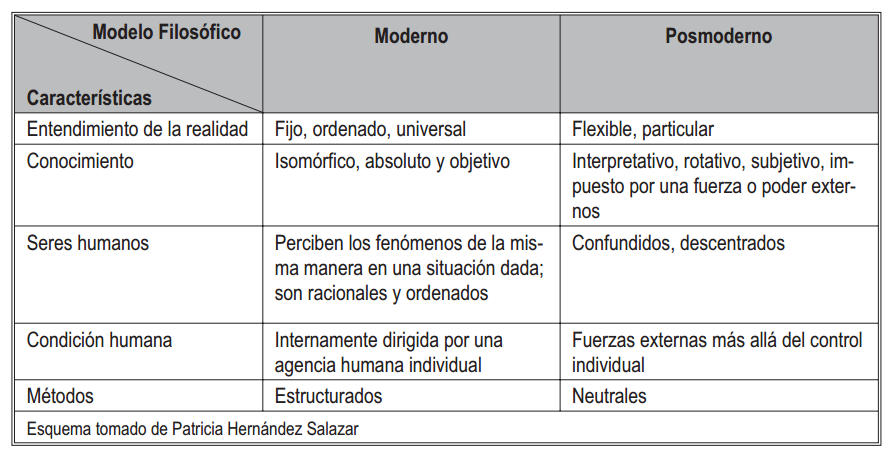 Modelo Filosófico
Características
Moderno
Posmoderno
Entendimiento de la realidad
Fijo, ordenado, universal
Flexible, particular
Conocimiento
Isomórfico, absoluto y objetivo
Interpretativo, rotativo, subjetivo, im-
puesto por una fuerza o poder exter-
nos
Seres humanos
Perciben los fenómenos de la mis-
ma manera en una situación dada;
son racionales y ordenados
Confundidos, descentrados
Condición humana
Internamente dirigida por una
agencia humana individual
Fuerzas externas más allá del control
individual
Métodos
Estructurados
Neutrales
Esquema tomado de Patricia Hernández Salazar